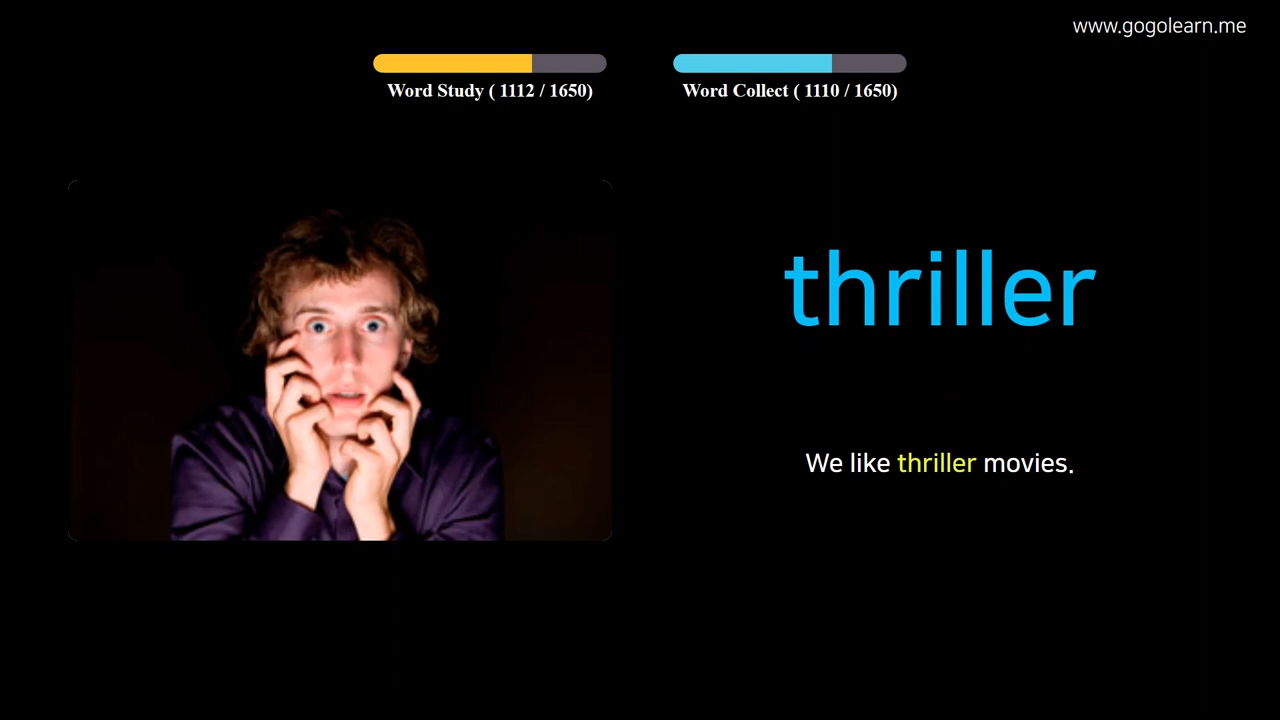 www.gogolearn.me
Word Study ( 1112 / 1650)
Word Collect ( 1110 / 1650)
thriller
We like thriller movies.